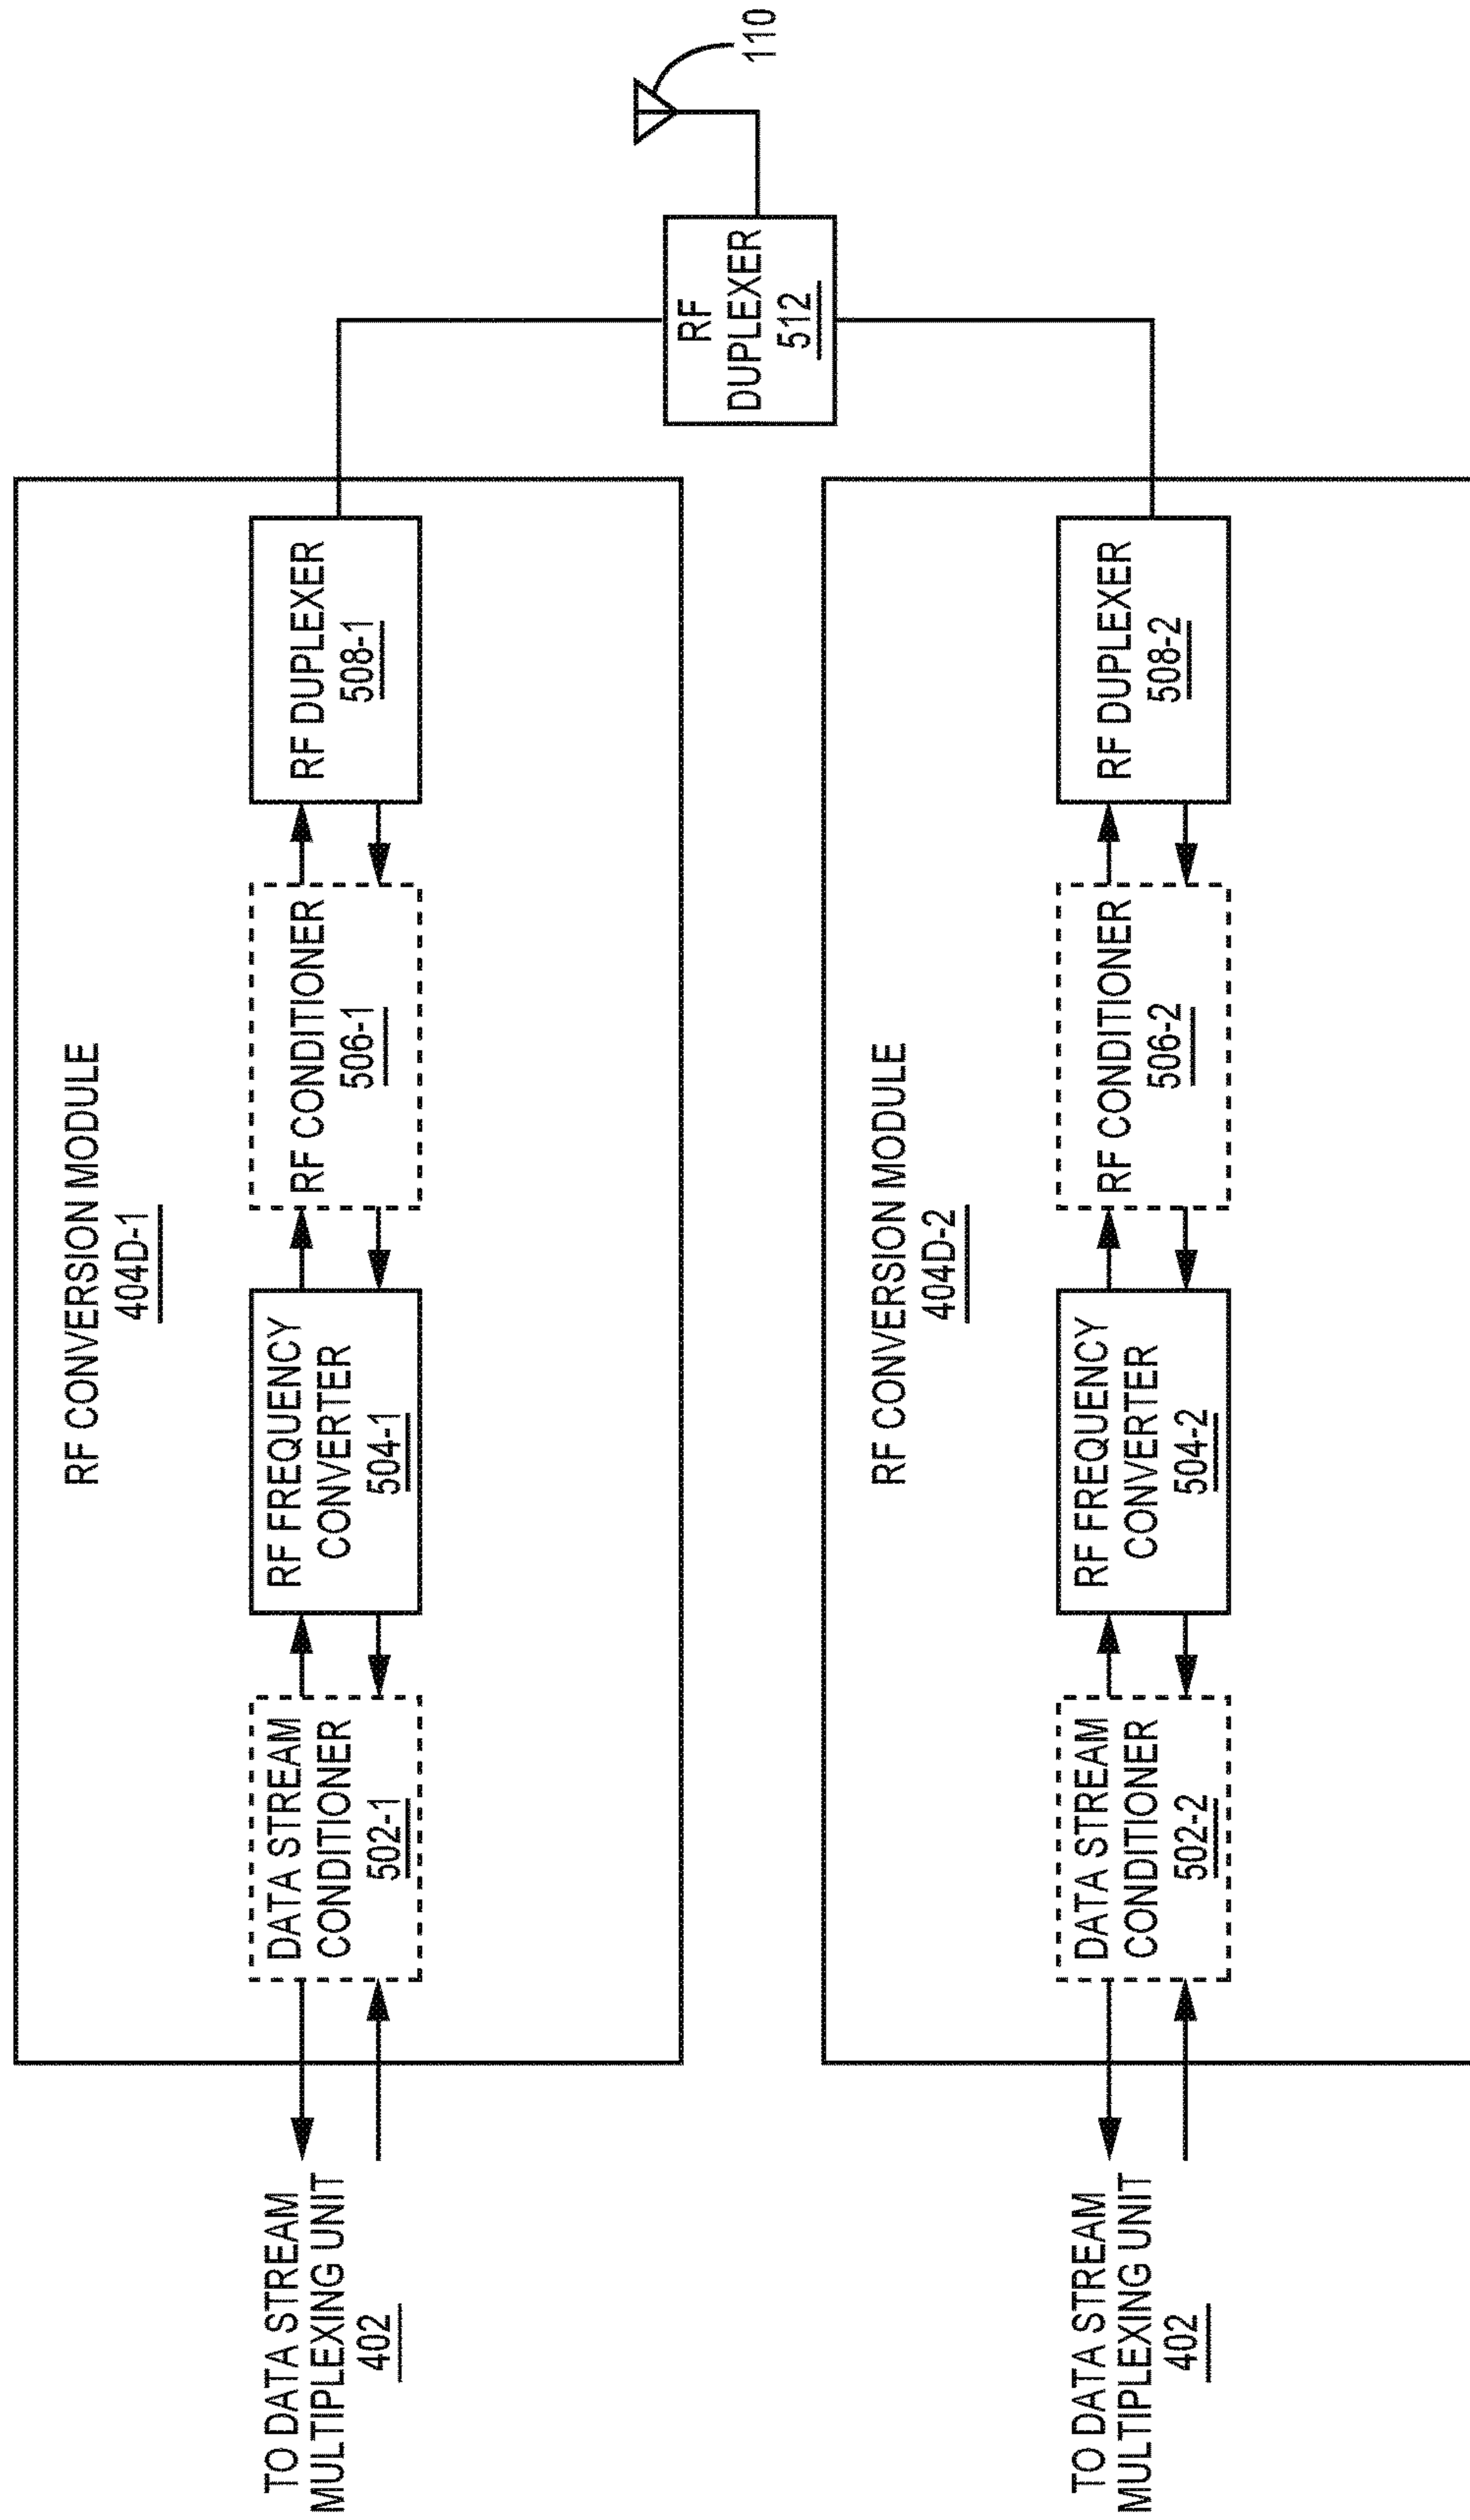 RF CONVERSION MODULE
404D-1
TO DATA STREAM
MULTIPLEXING UNIT
402
DATA STREAM
CONDITIONER
502-1
RF FREQUENCY
CONVERTER
504-1
RF CONDITIONER
506-1
RF DUPLEXER
508-1
RF
DUPLEXER
512
110
RF CONVERSION MODULE
404D-2
TO DATA STREAM
MULTIPLEXING UNIT
402
DATA STREAM
CONDITIONER
502-2
RF FREQUENCY
CONVERTER
504-2
RF CONDITIONER
506-2
RF DUPLEXER
508-2